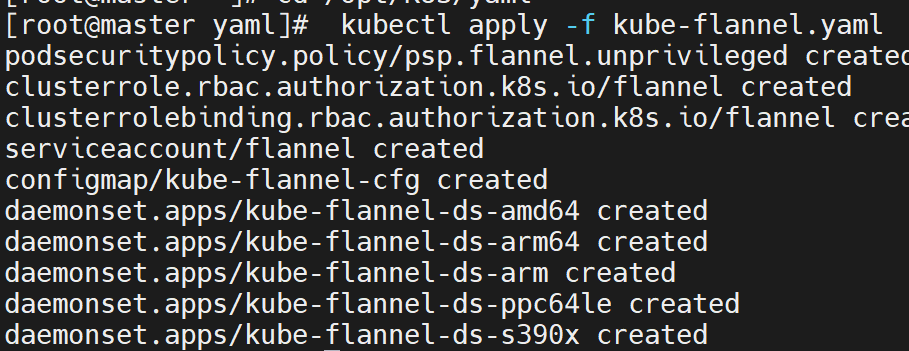 [root@master yaml]#  kubectl apply -f kube-flannel.yaml
podsecuritypolicy.policy/psp.flannel.unprivileged created
clusterrole.rbac.authorization.k8s.io/flannel created
clusterrolebinding.rbac.authorization.k8s.io/flannel crea
serviceaccount/flannel created
configmap/kube-flannel-cfg created
daemonset.apps/kube-flannel-ds-amd64 created
daemonset.apps/kube-flannel-ds-arm64 created
daemonset.apps/kube-flannel-ds-arm created
daemonset.apps/kube-flannel-ds-ppc64le created
daemonset.apps/kube-flannel-ds-s390x created